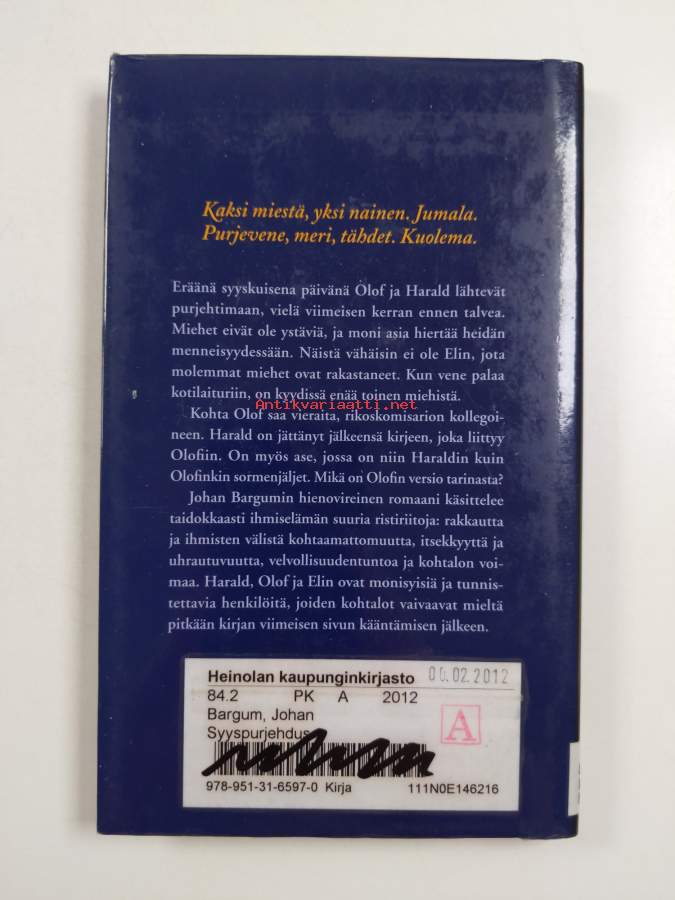 Kaksi miestä, yksi nainen. Jumala.
Purjevene, meri, tähdet. Kuolema.
Eräänä syyskuisena päivänä Olof ja Harald lähtevät
purjehtimaan, vielä viimeisen kerran ennen talvea.
Miehet eivät ole ystäviä, ja moni asia hiertää heidän
menneisyydessään. Näistä vähäisin ei ole Elin, jota
molemmat miehet ovat rakastaneet. Kun vene palaa
kotilaituriin, on kyydissä enää toinen miehistä.
Antikvariaatti.net
Kohta Olof saa vieraita, rikoskomisarion kollegoi-
neen. Harald on jättänyt jälkeensä kirjeen, joka liittyy
Olofiin. On myös ase, jossa on niin Haraldin kuin
Olofinkin sormenjäljet. Mikä on Olofin versio tarinasta?
Johan Bargumin hienovireinen romaani käsittelee
taidokkaasti ihmiselämän suuria ristiriitoja: rakkautta
ja ihmisten välistä kohtaamattomuutta, itsekkyyttä ja
uhrautuvuutta, velvollisuudentuntoa ja kohtalon voi-
maa. Harald, Olof ja Elin ovat monisyisiä ja tunnis-
tettavia henkilöitä, joiden kohtalot vaivaavat mieltä
pitkään kirjan viimeisen sivun kääntämisen jälkeen.
Heinolan kaupunginkirjasto 06.02.2012
84.2 PK A 2012
Bargum, Johan
Syyspurjehdus
A
978-951-31-6597-0 Kirja 111N0E146216